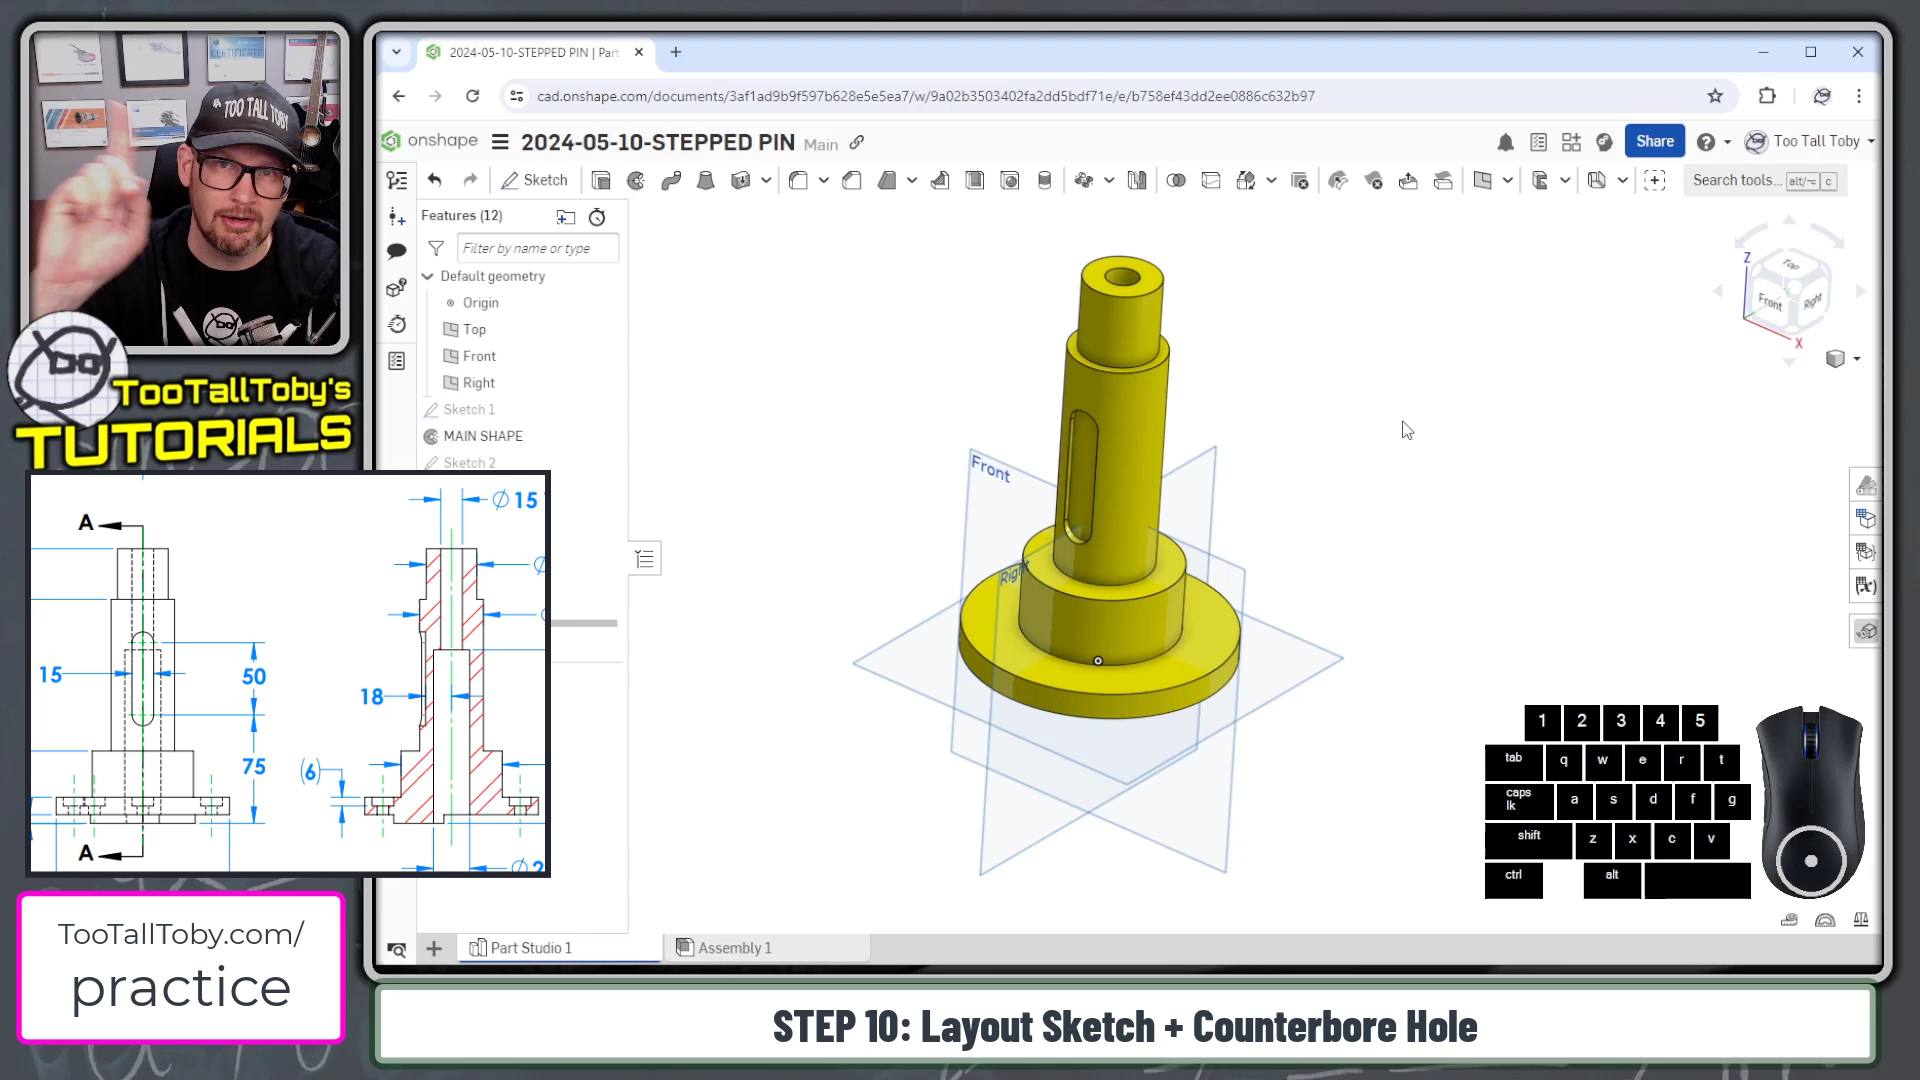 2024-05-10-STEPPED PIN | Part
cad.onshape.com/documents/3af1ad9b9f597b628e5e5ea7/w/9a02b3503402fa2dd5bdf71e/e/b758ef43dd2ee0886c632b97
onshape
2024-05-10-STEPPED PIN Main
Share
Too Tall Toby
Sketch
Search tools... alt/⌥ c
Features (12)
Filter by name or type
Default geometry
Origin
Top
Front
Right
Sketch 1
MAIN SHAPE
Sketch 2
Front
Right
Z
Top
Front
Right
X
CERTIFICATE
TOO TALL TOBY
TooTallToby's
TUTORIALS
A
A
15
50
75
(6)
18
∅ 15
∅ 2
TooTallToby.com/
practice
1 2 3 4 5
tab q w e r t
caps lk a s d f g
shift z x c v
ctrl alt
Part Studio 1
Assembly 1
STEP 10: Layout Sketch + Counterbore Hole